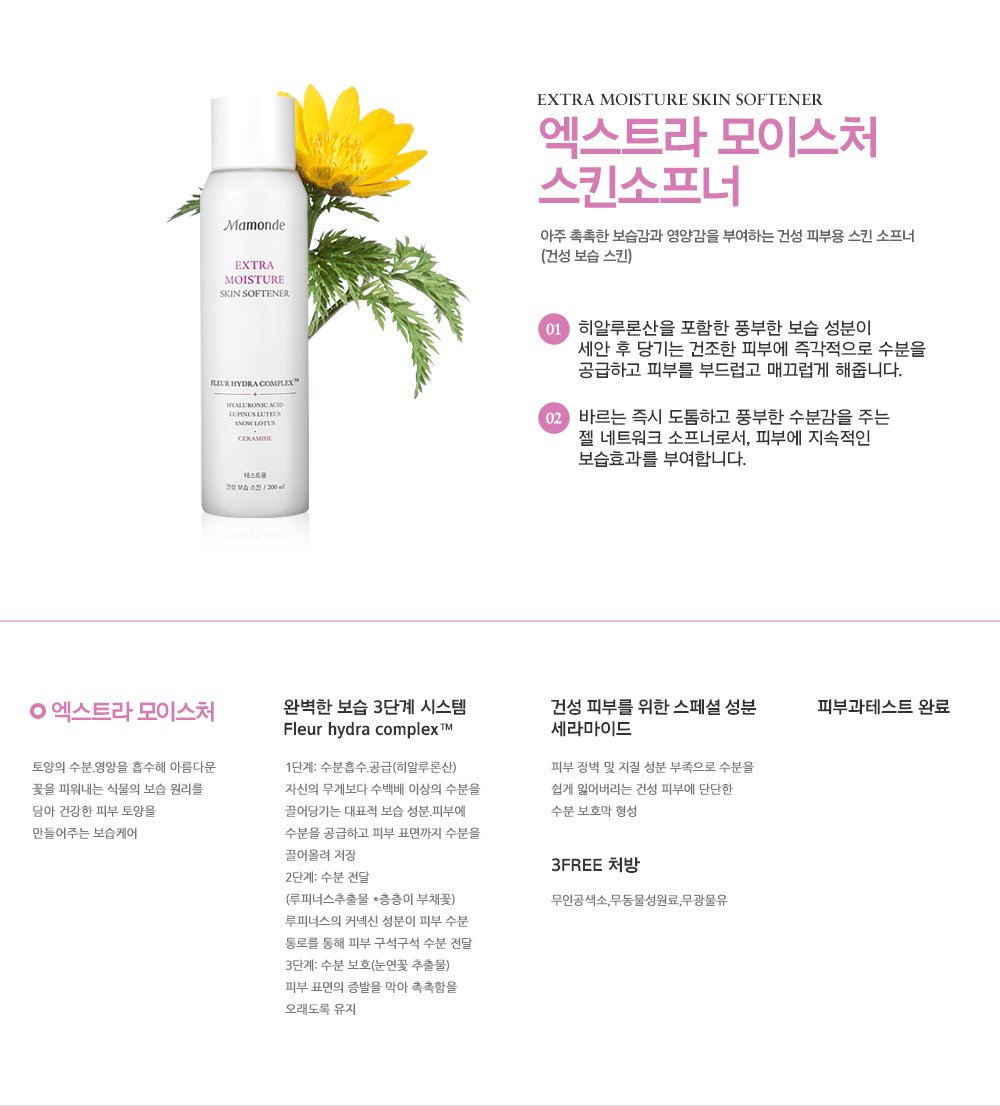 EXTRA MOISTURE SKIN SOFTENER
엑스트라 모이스처
스킨소프너
아주 촉촉한 보습감과 영양감을 부여하는 건성 피부용 스킨 소프너
(건성 보습 스킨)
01 히알루론산을 포함한 풍부한 보습 성분이
세안 후 당기는 건조한 피부에 즉각적으로 수분을
공급하고 피부를 부드럽고 매끄럽게 해줍니다.
02 바르는 즉시 도톰하고 풍부한 수분감을 주는
젤 네트워크 소프너로서, 피부에 지속적인
보습효과를 부여합니다.
Mamonde
EXTRA
MOISTURE
SKIN SOFTENER
FLEUR HYDRA COMPLEX™
HYALURONIC ACID
LUPINUS LUTEUS
SNOW LOTUS
CERAMIDE
테스트용
건성 보습 스킨 / 200 ml
엑스트라 모이스처
토양의 수분.영양을 흡수해 아름다운
꽃을 피워내는 식물의 보습 원리를
담아 건강한 피부 토양을
만들어주는 보습케어
완벽한 보습 3단계 시스템
Fleur hydra complex™
1단계: 수분흡수.공급(히알루론산)
자신의 무게보다 수백배 이상의 수분을
끌어당기는 대표적 보습 성분.피부에
수분을 공급하고 피부 표면까지 수분을
끌어올려 저장
2단계: 수분 전달
(루피너스추출물 *층층이 부채꽃)
루피너스의 커넥신 성분이 피부 수분
통로를 통해 피부 구석구석 수분 전달
3단계: 수분 보호(눈연꽃 추출물)
피부 표면의 증발을 막아 촉촉함을
오래도록 유지
건성 피부를 위한 스페셜 성분
세라마이드
피부 장벽 및 지질 성분 부족으로 수분을
쉽게 잃어버리는 건성 피부에 단단한
수분 보호막 형성
3FREE 처방
무인공색소,무동물성원료,무광물유
피부과테스트 완료